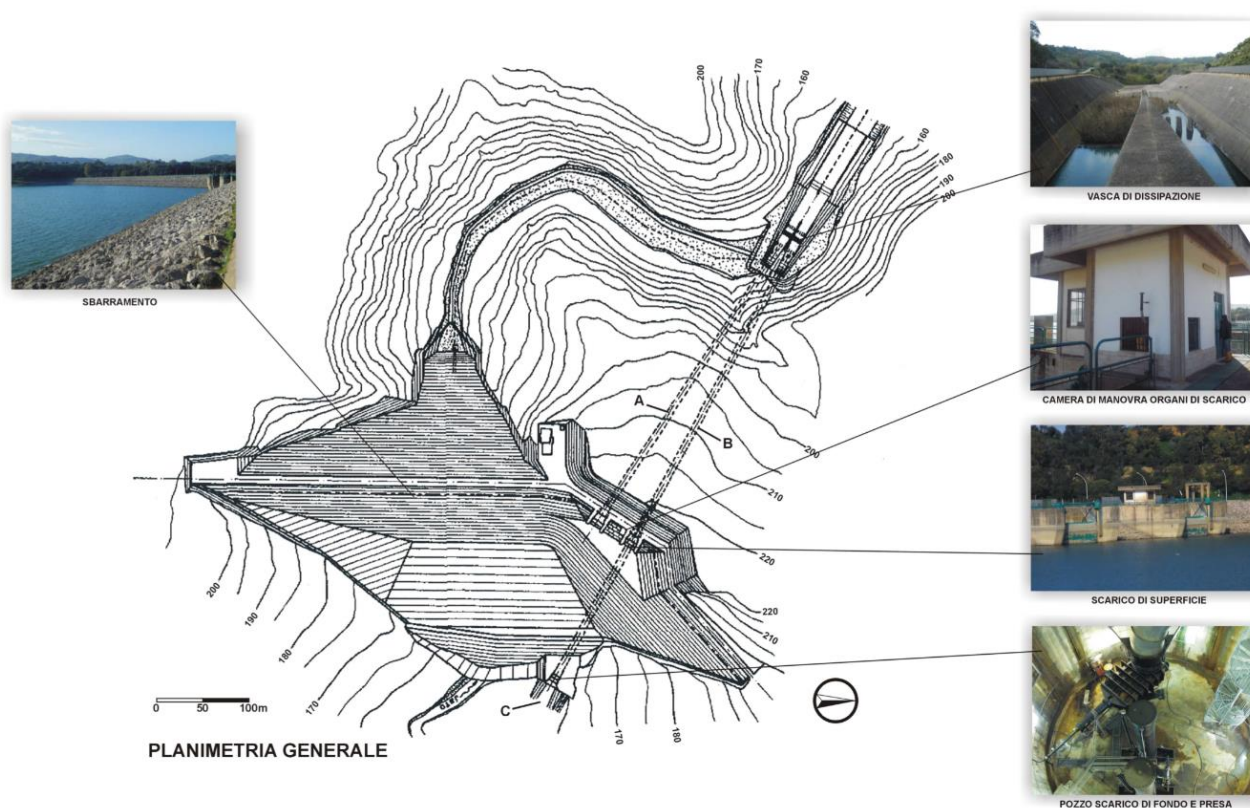 200
170
160
160
180
190
200
VASCA DI DISSIPAZIONE
SBARRAMENTO
CAMERA DI MANOVRA ORGANI DI SCARICO
A
B
200
210
220
SCARICO DI SUPERFICIE
200
190
180
170
220
210
JATO
C
170
180
0 50 100m
PLANIMETRIA GENERALE
POZZO SCARICO DI FONDO E PRESA